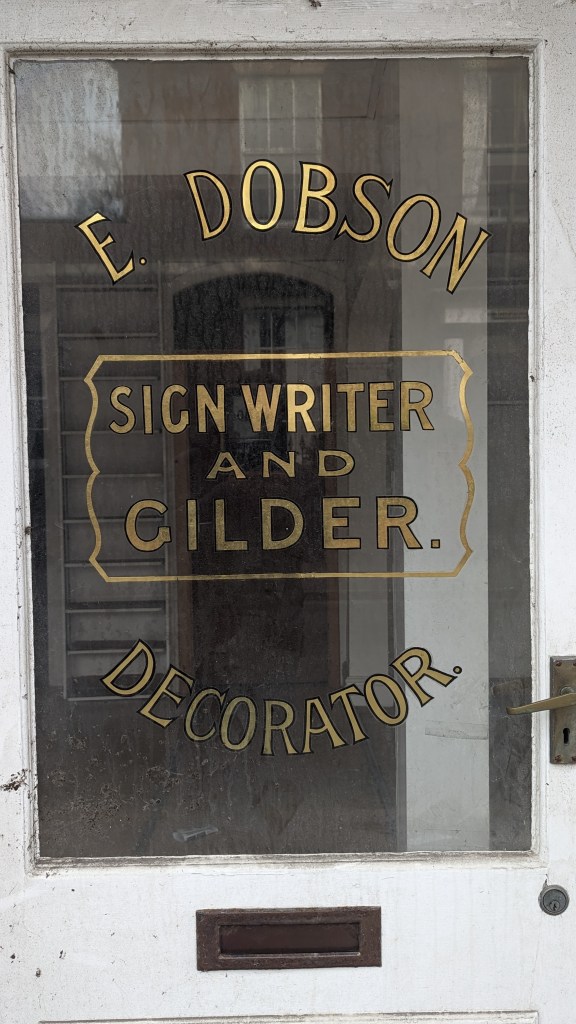 E. DOBSON
SIGN WRITER
AND
GILDER.
DECORATOR.